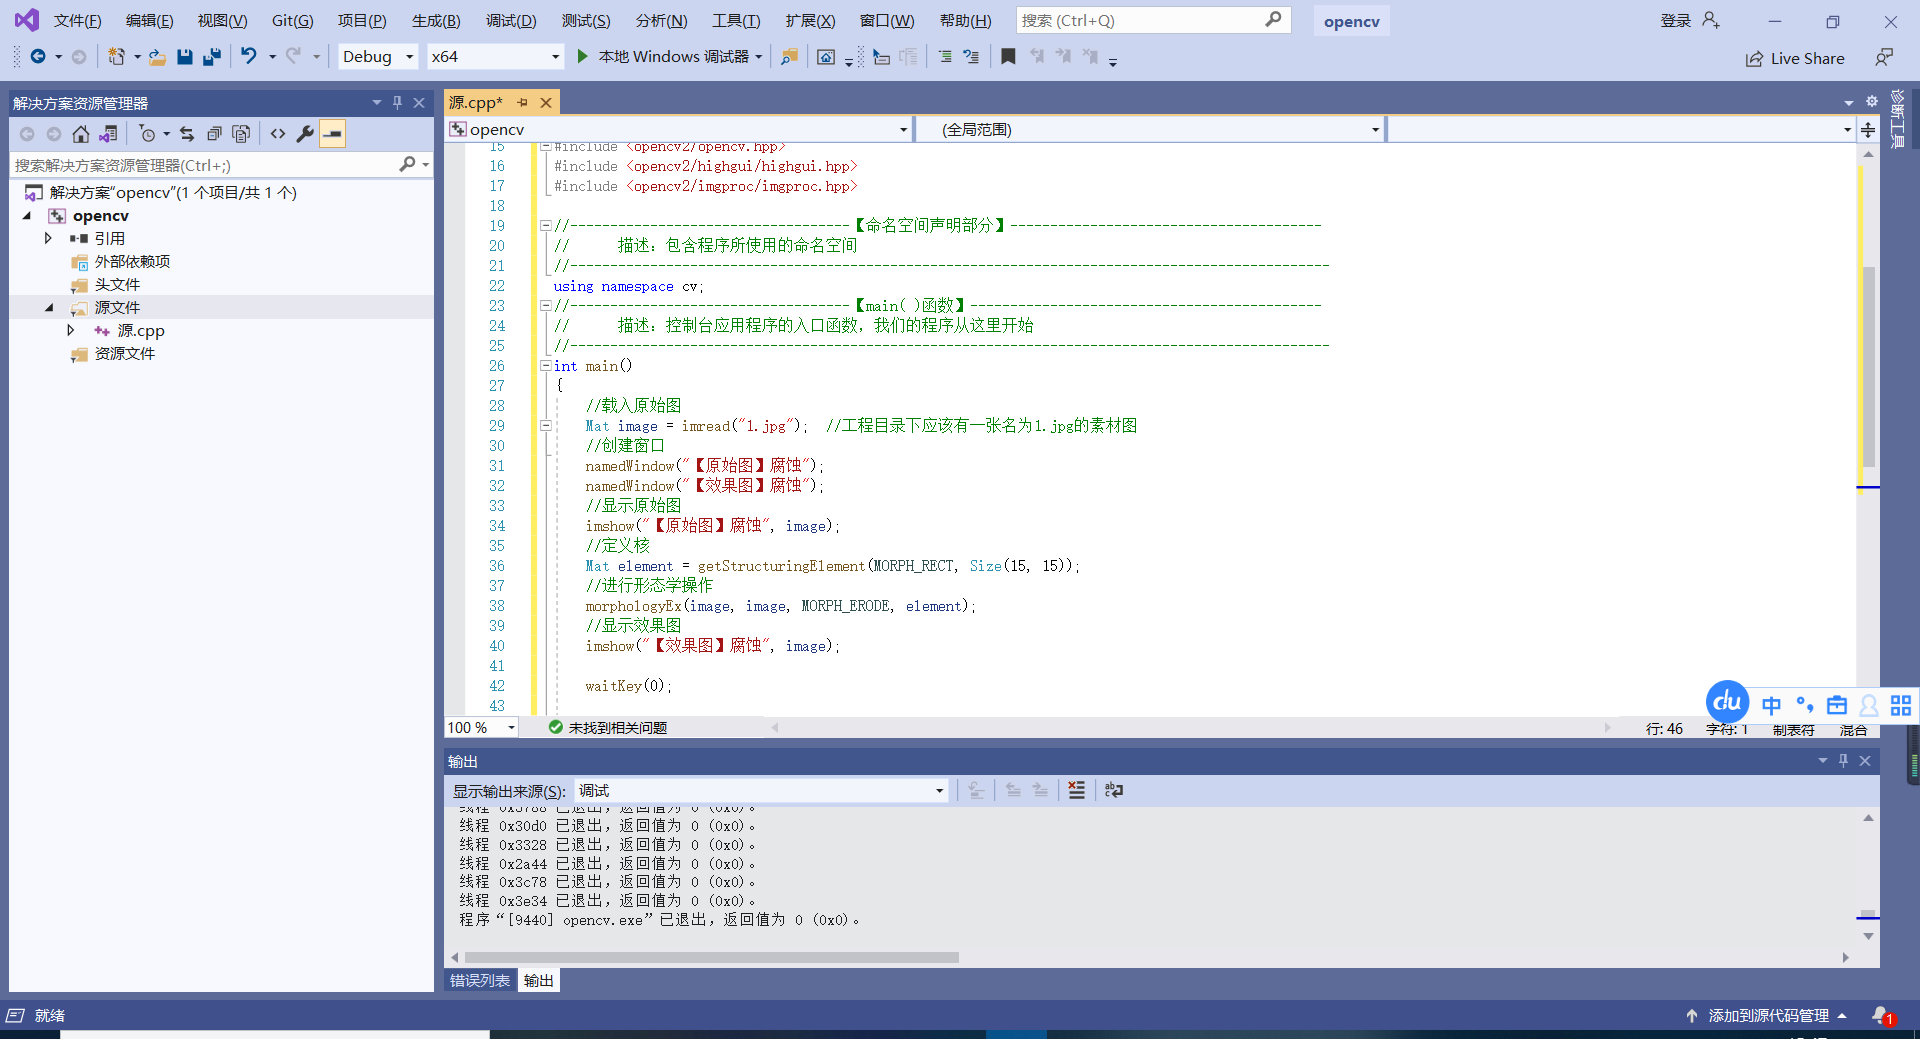 文件(F) 编辑(E) 视图(V) Git(G) 项目(P) 生成(B) 调试(D) 测试(S) 分析(N) 工具(T) 扩展(X) 窗口(W) 帮助(H) 搜索 (Ctrl+Q) opencv 登录
Debug x64 本地 Windows 调试器 Live Share
解决方案资源管理器
搜索解决方案资源管理器(Ctrl+;)
解决方案"opencv"(1 个项目/共 1 个)
opencv
引用
外部依赖项
头文件
源文件
源.cpp
资源文件
源.cpp*
opencv (全局范围)
15 #include <opencv2/opencv.hpp>
16 #include <opencv2/highgui/highgui.hpp>
17 #include <opencv2/imgproc/imgproc.hpp>
18
19 //-----------------------------------【命名空间声明部分】---------------------------------------
20 // 描述：包含程序所使用的命名空间
21 //-----------------------------------------------------------------------------------------------
22 using namespace cv;
23 //-----------------------------------【main( )函数】--------------------------------------------
24 // 描述：控制台应用程序的入口函数，我们的程序从这里开始
25 //-----------------------------------------------------------------------------------------------
26 int main()
27 {
28 //载入原始图
29 Mat image = imread("1.jpg"); //工程目录下应该有一张名为1.jpg的素材图
30 //创建窗口
31 namedWindow("【原始图】腐蚀");
32 namedWindow("【效果图】腐蚀");
33 //显示原始图
34 imshow("【原始图】腐蚀", image);
35 //定义核
36 Mat element = getStructuringElement(MORPH_RECT, Size(15, 15));
37 //进行形态学操作
38 morphologyEx(image, image, MORPH_ERODE, element);
39 //显示效果图
40 imshow("【效果图】腐蚀", image);
41
42 waitKey(0);
43
100 % 未找到相关问题 行: 46 字符: 1 制表符 混合
du 中
诊断工具
输出
显示输出来源(S): 调试
线程 0x3788 已退出，返回值为 0 (0x0)。
线程 0x30d0 已退出，返回值为 0 (0x0)。
线程 0x3328 已退出，返回值为 0 (0x0)。
线程 0x2a44 已退出，返回值为 0 (0x0)。
线程 0x3c78 已退出，返回值为 0 (0x0)。
线程 0x3e34 已退出，返回值为 0 (0x0)。
程序"[9440] opencv.exe"已退出，返回值为 0 (0x0)。
错误列表 输出
就绪 添加到源代码管理 1